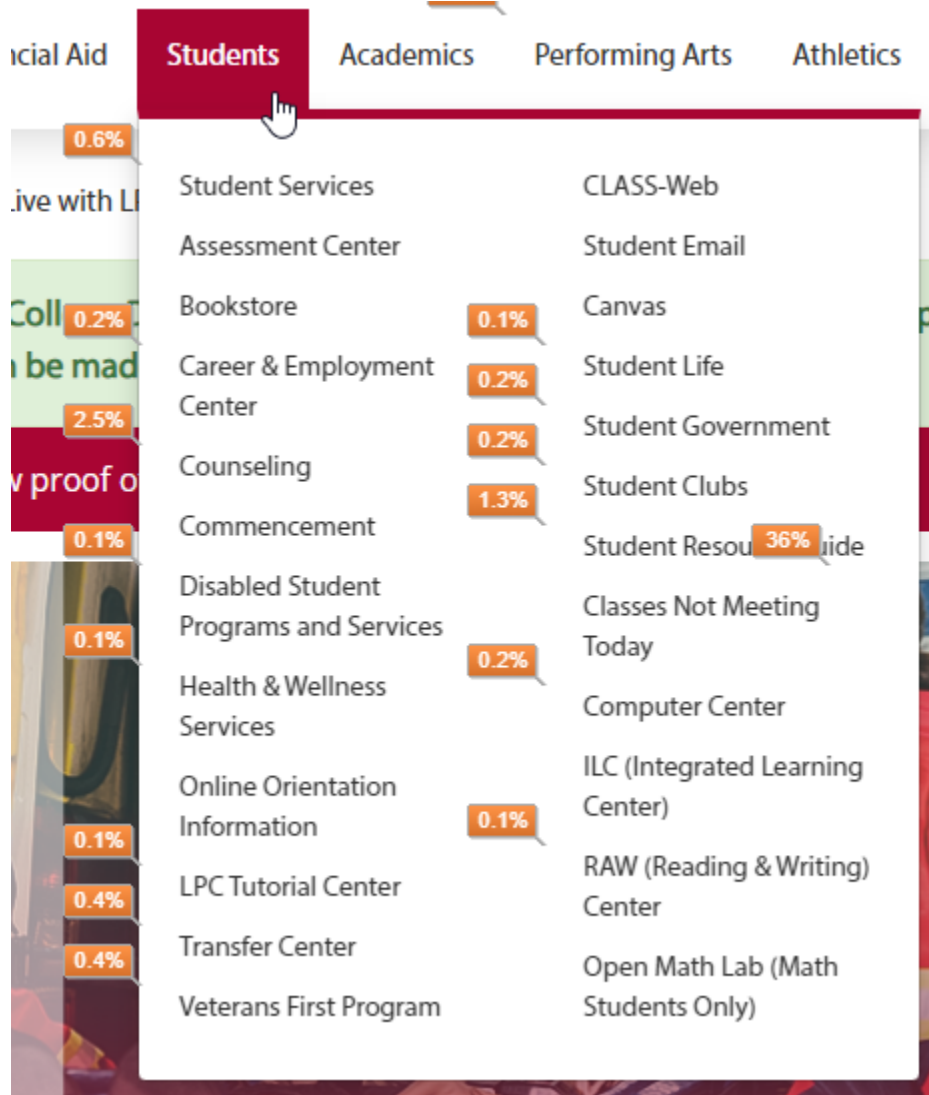 ncial Aid Students Academics Performing Arts Athletics
0.6%
Live with
Student Services
Assessment Center
Bookstore
Career & Employment
Center
Counseling
Commencement
Disabled Student
Programs and Services
Health & Wellness
Services
Online Orientation
Information
LPC Tutorial Center
Transfer Center
Veterans First Program
CLASS-Web
Student Email
Canvas
Student Life
Student Government
Student Clubs
Student Resou 36% uide
Classes Not Meeting
Today
Computer Center
ILC (Integrated Learning
Center)
RAW (Reading & Writing)
Center
Open Math Lab (Math
Students Only)
Coll 0.2%
be mad
2.5%
w proof o
0.1%
0.1%
0.1%
0.4%
0.4%
0.1%
0.2%
0.2%
1.3%
0.2%
0.1%